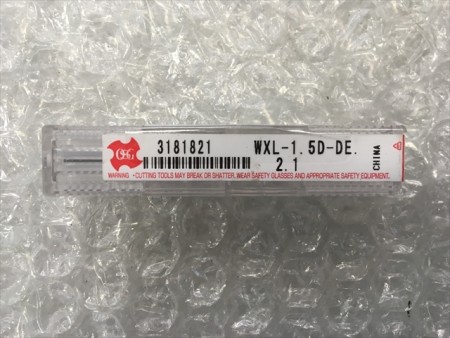 OSG
3181821 WXL-1.5D-DE.
2.1
CHINA
WARNING •CUTTING TOOLS MAY BREAK OR SHATTER. WEAR SAFETY GLASSES AND APPROPRIATE SAFETY EQUIPMENT.